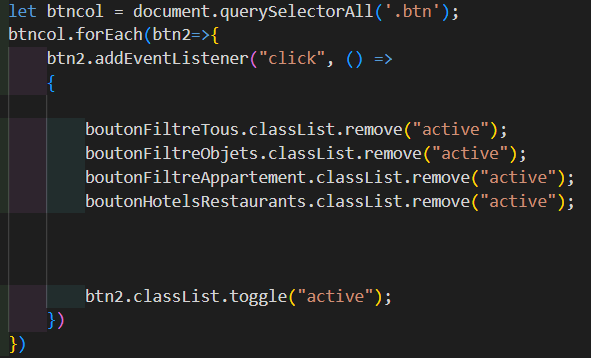 let btncol = document.querySelectorAll('.btn');
btncol.forEach(btn2=>{
btn2.addEventListener("click", () =>
{
boutonFiltreTous.classList.remove("active");
boutonFiltreObjets.classList.remove("active");
boutonFiltreAppartement.classList.remove("active");
boutonHotelsRestaurants.classList.remove("active");
btn2.classList.toggle("active");
})
})